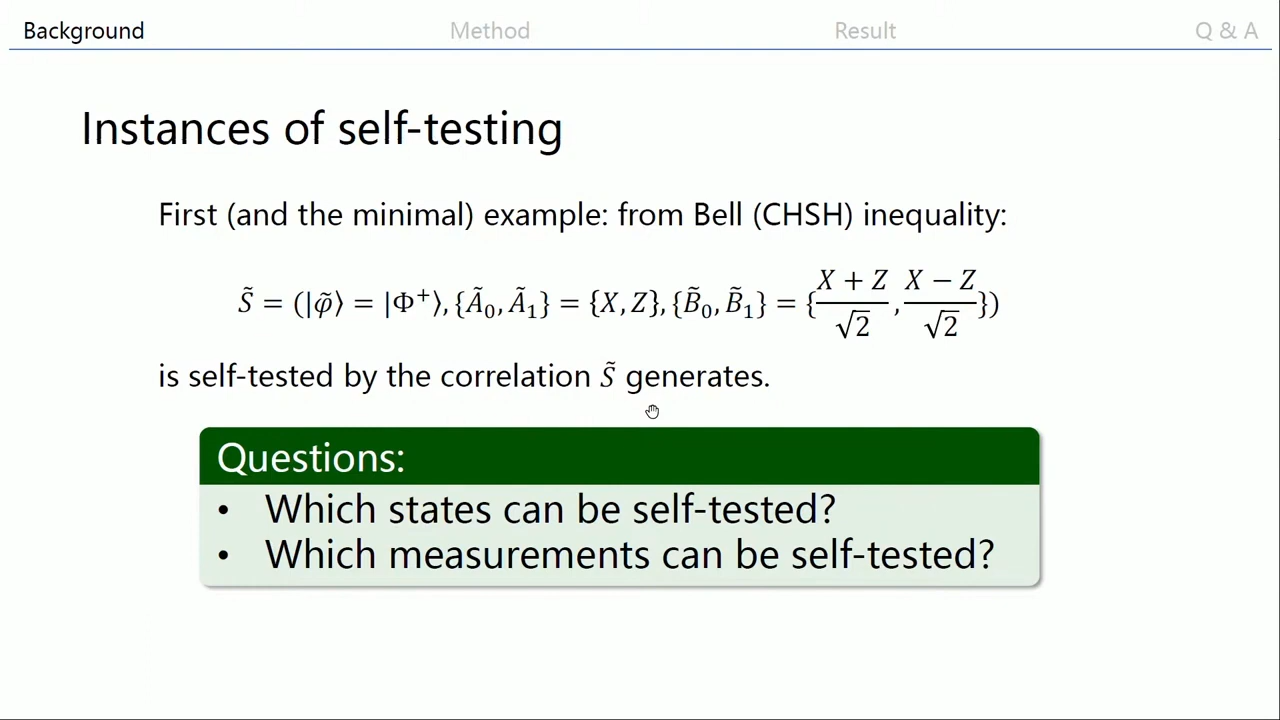 Background Method Result Q & A
Instances of self-testing
First (and the minimal) example: from Bell (CHSH) inequality:
S̃ = (|φ̃⟩ = |Φ⁺⟩, {Ã₀, Ã₁} = {X, Z}, {B̃₀, B̃₁} = {(X + Z)/√2, (X − Z)/√2})
is self-tested by the correlation S̃ generates.
Questions:
• Which states can be self-tested?
• Which measurements can be self-tested?